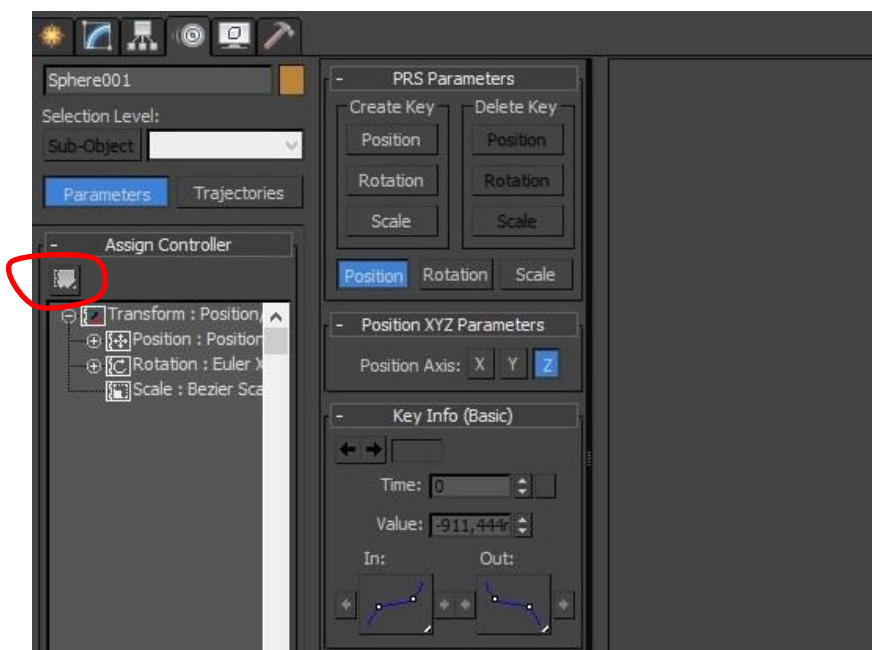 Sphere001
Selection Level:
Sub-Object
Parameters Trajectories
- Assign Controller
Transform : Position/
Position : Position
Rotation : Euler X
Scale : Bezier Sca
- PRS Parameters
Create Key Delete Key
Position Position
Rotation Rotation
Scale Scale
Position Rotation Scale
- Position XYZ Parameters
Position Axis: X Y Z
- Key Info (Basic)
Time: 0
Value: -911,444r
In: Out: